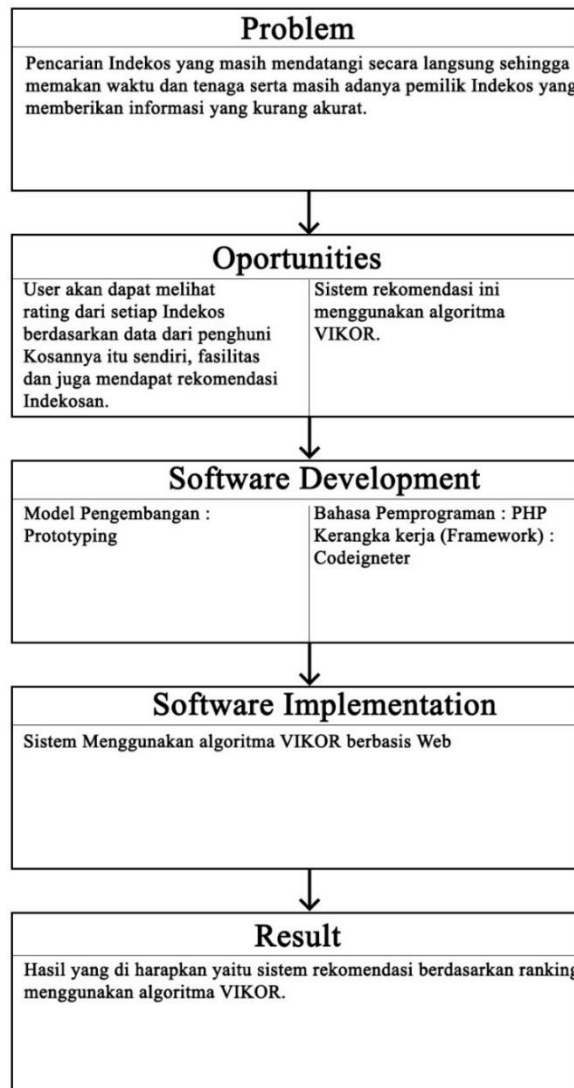 Problem
Pencarian Indekos yang masih mendatangi secara langsung sehingga
memakan waktu dan tenaga serta masih adanya pemilik Indekos yang
memberikan informasi yang kurang akurat.
Oportunities
User akan dapat melihat
rating dari setiap Indekos
berdasarkan data dari penghuni
Kosannya itu sendiri, fasilitas
dan juga mendapat rekomendasi
Indekosan.
Sistem rekomendasi ini
menggunakan algoritma
VIKOR.
Software Development
Model Pengembangan :
Prototyping
Bahasa Pemprograman : PHP
Kerangka kerja (Framework) :
Codeigneter
Software Implementation
Sistem Menggunakan algoritma VIKOR berbasis Web
Result
Hasil yang di harapkan yaitu sistem rekomendasi berdasarkan ranking
menggunakan algoritma VIKOR.